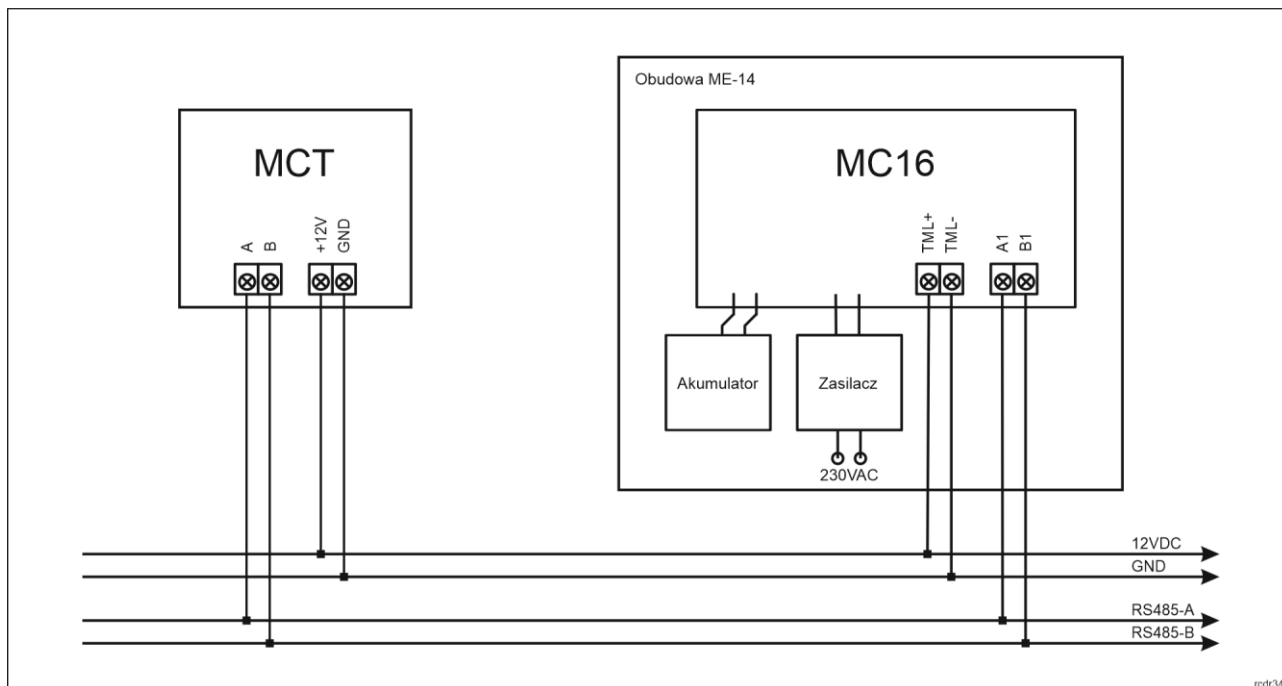 Obudowa ME-14
MCT
MC16
A
B
+12V
GND
TML+
TML-
A1
B1
Akumulator
Zasilacz
230VAC
12VDC
GND
RS485-A
RS485-B